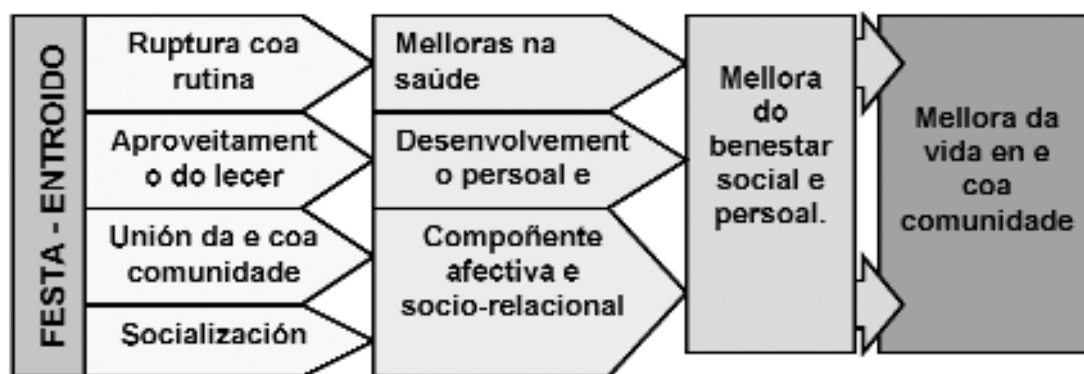 FESTA - ENTROIDO
Ruptura coa
rutina
Aproveitament
o do lecer
Unión da e coa
comunidade
Socialización
Melloras na
saúde
Desenvolvement
o persoal e
Compoñente
afectiva e
socio-relacional
Mellora
do
benestar
social e
persoal.
Mellora da
vida en e
coa
comunidade